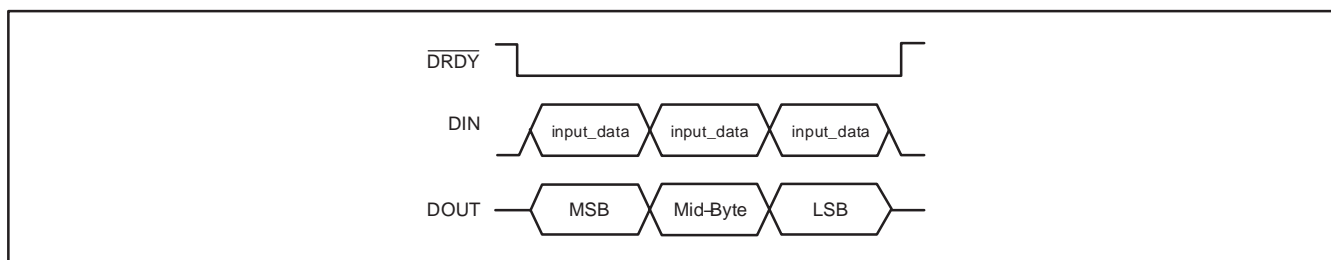 DRDY
DIN input_data input_data input_data
DOUT MSB Mid-Byte LSB